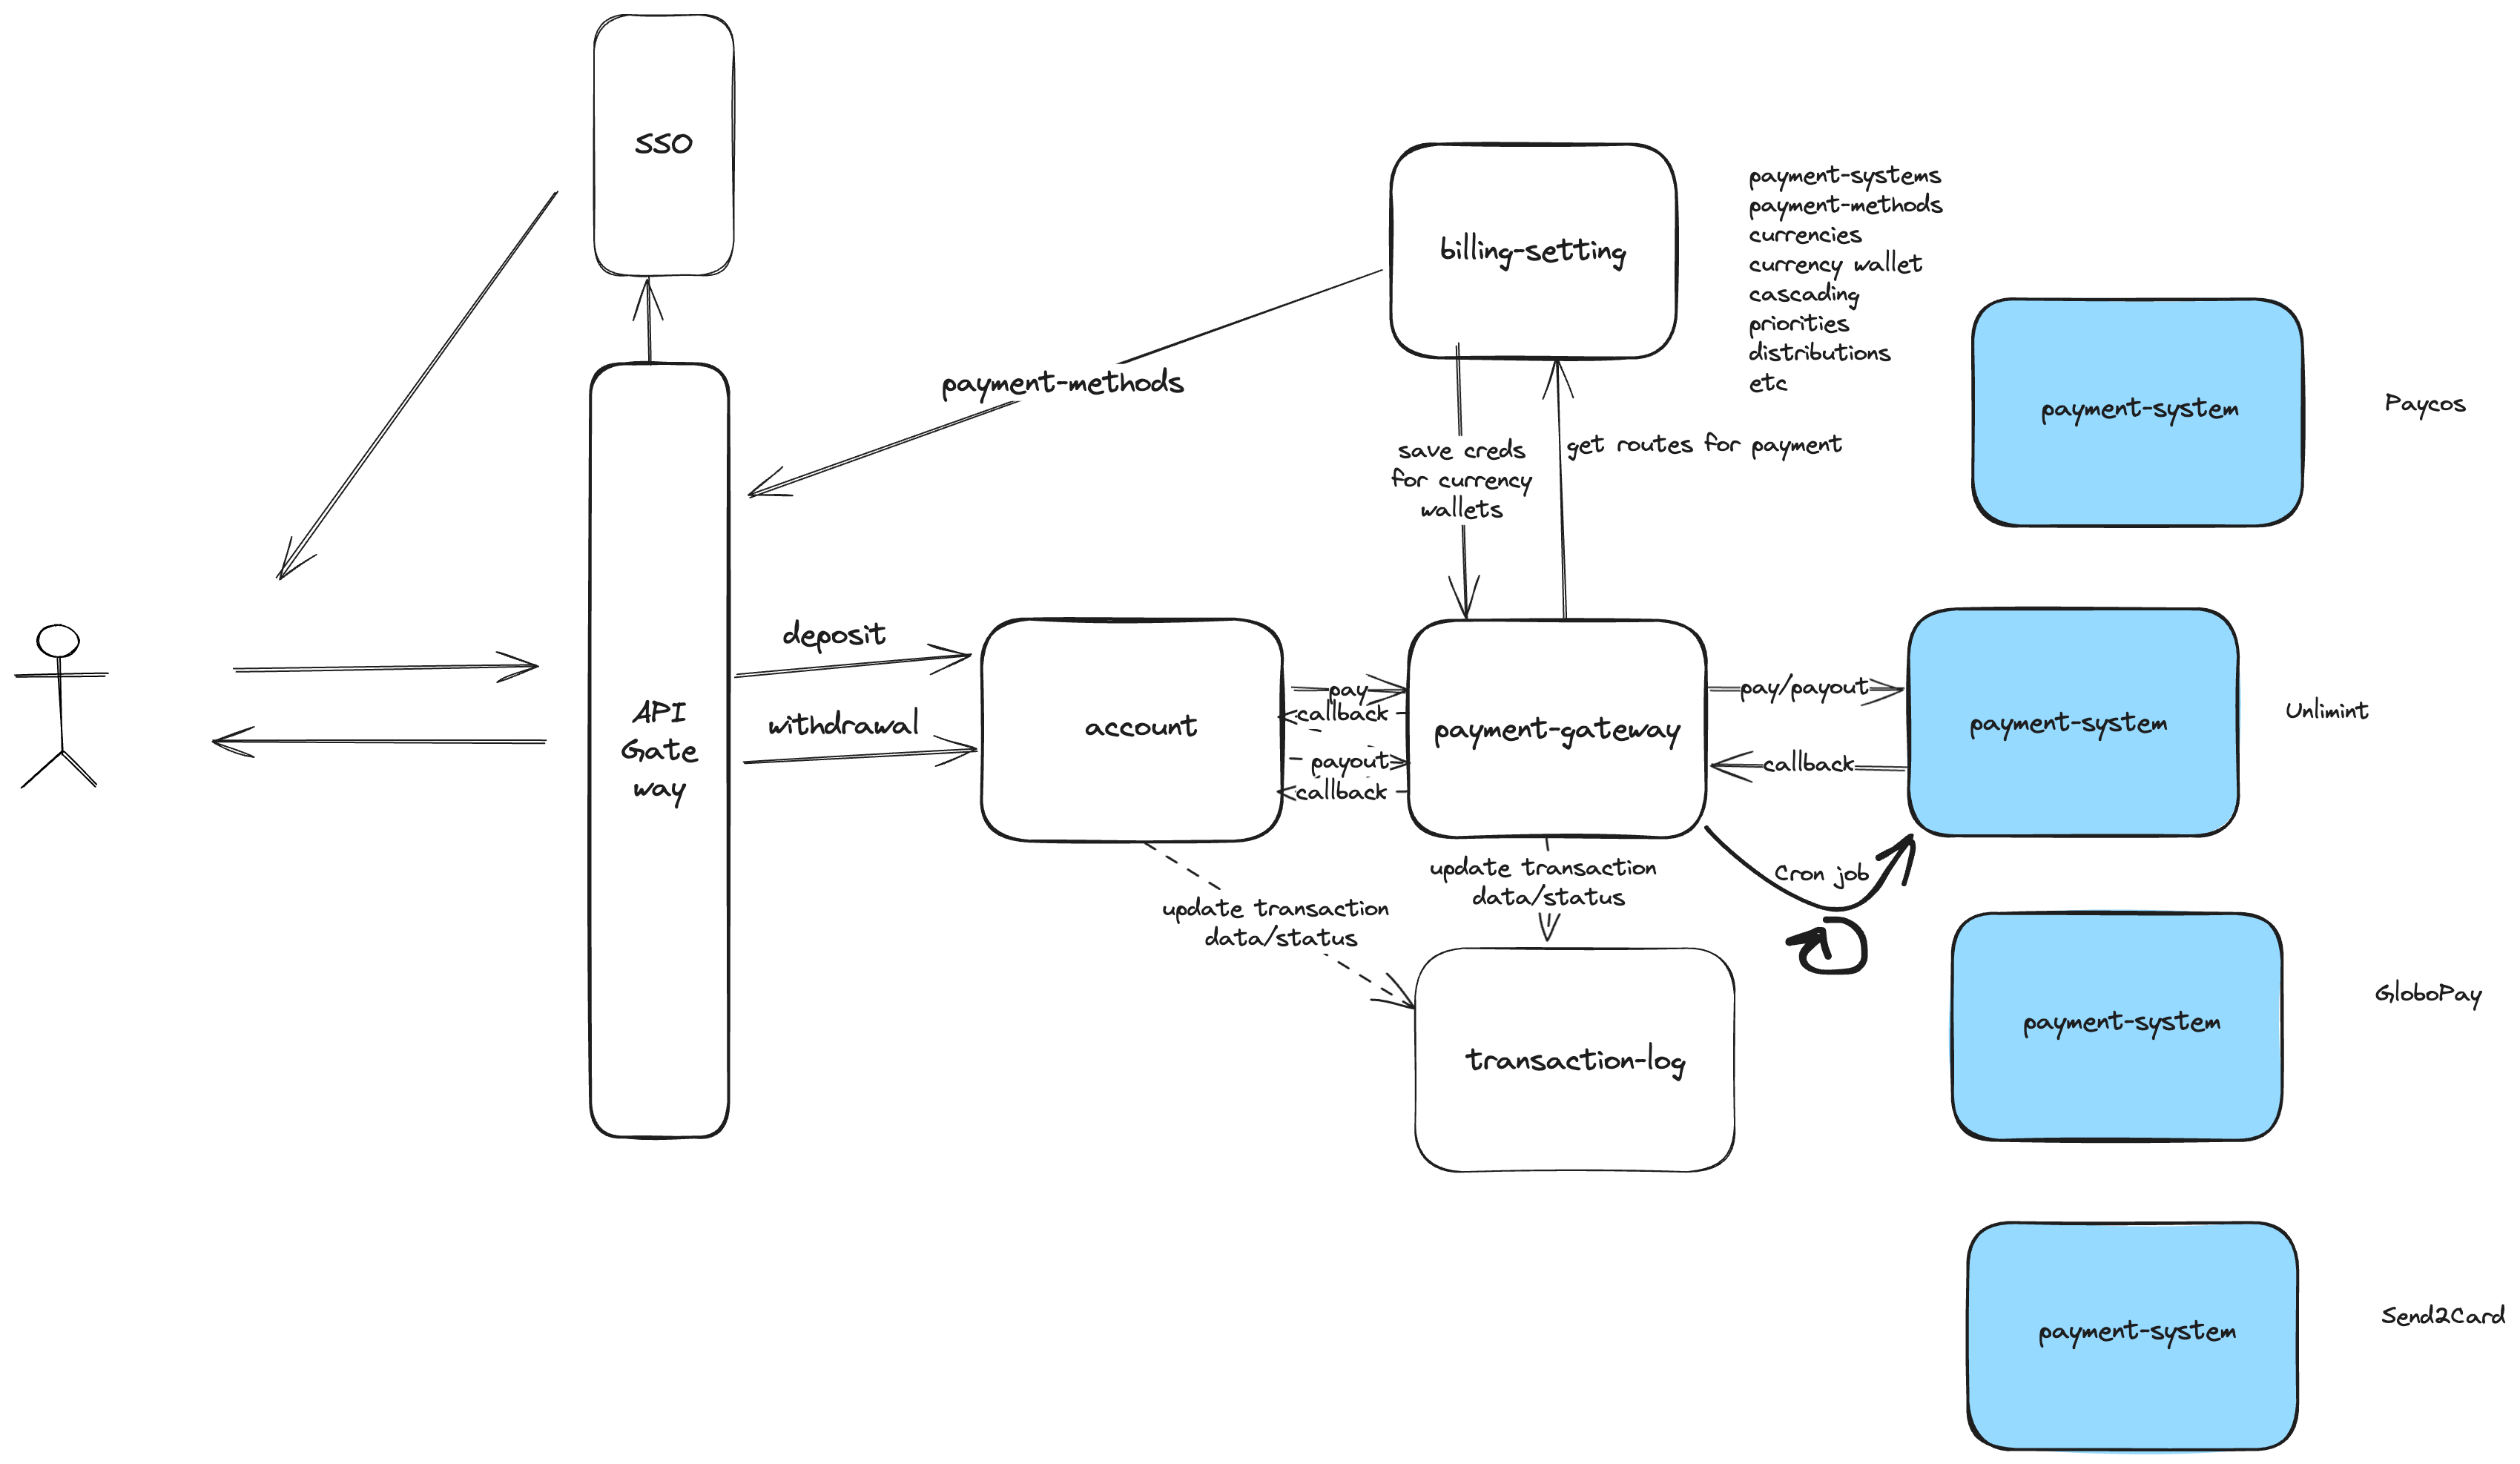 SSO
billing-setting
payment-systems
payment-methods
currencies
currency wallet
cascading
priorities
distributions
etc
payment-methods
save creds
for currency
wallets
get routes for payment
payment-system
Paycos
API
Gate
way
deposit
withdrawal
account
pay
callback
payout
callback
payment-gateway
pay/payout
callback
payment-system
Unlimint
Cron job
update transaction
data/status
update transaction
data/status
transaction-log
payment-system
GloboPay
payment-system
Send2Card